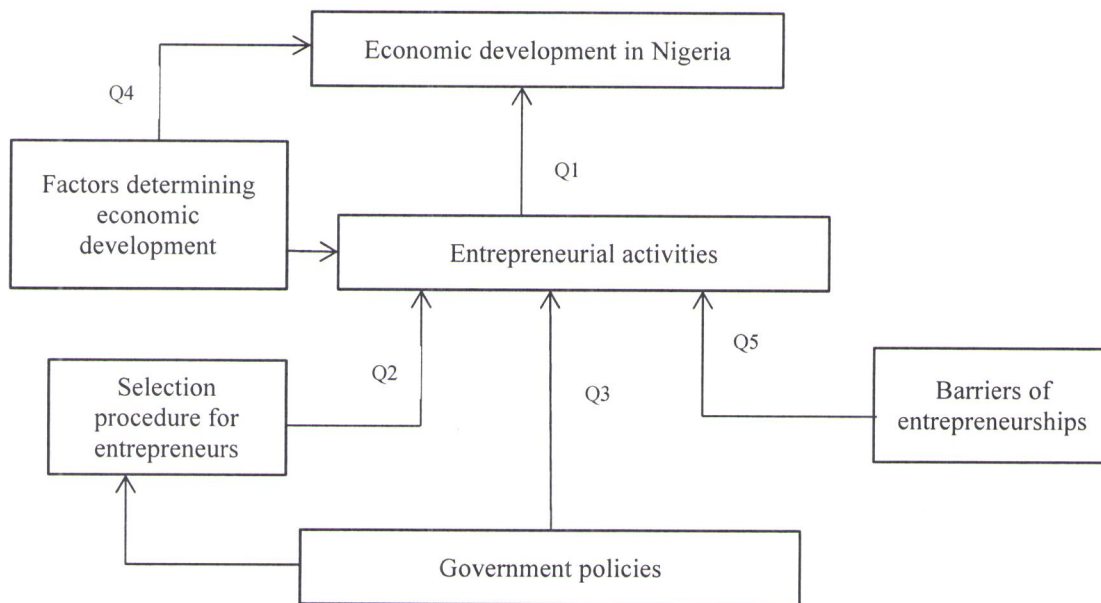 Economic development in Nigeria
Q4
Factors determining
economic
development
Q1
Entrepreneurial activities
Q5
Selection
procedure for
entrepreneurs
Q2
Q3
Barriers of
entrepreneurships
Government policies